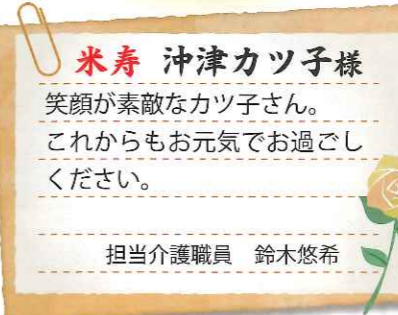 米寿 沖津カツ子様
笑顔が素敵なカツ子さん。
これからもお元気でお過ごし
ください。
担当介護職員 鈴木悠希